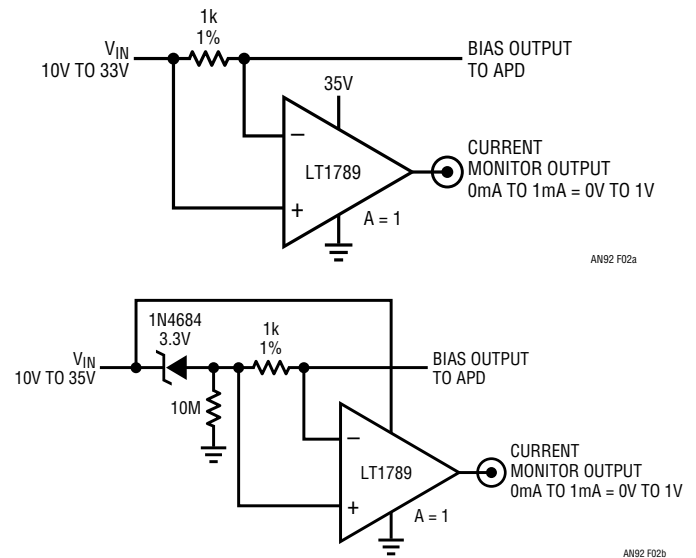 1k
1%
VIN
10V TO 33V
BIAS OUTPUT
TO APD
35V
−
LT1789
+
A = 1
CURRENT
MONITOR OUTPUT
0mA TO 1mA = 0V TO 1V
AN92 F02a
1N4684
3.3V
1k
1%
VIN
10V TO 35V
BIAS OUTPUT
TO APD
10M
−
LT1789
+
A = 1
CURRENT
MONITOR OUTPUT
0mA TO 1mA = 0V TO 1V
AN92 F02b